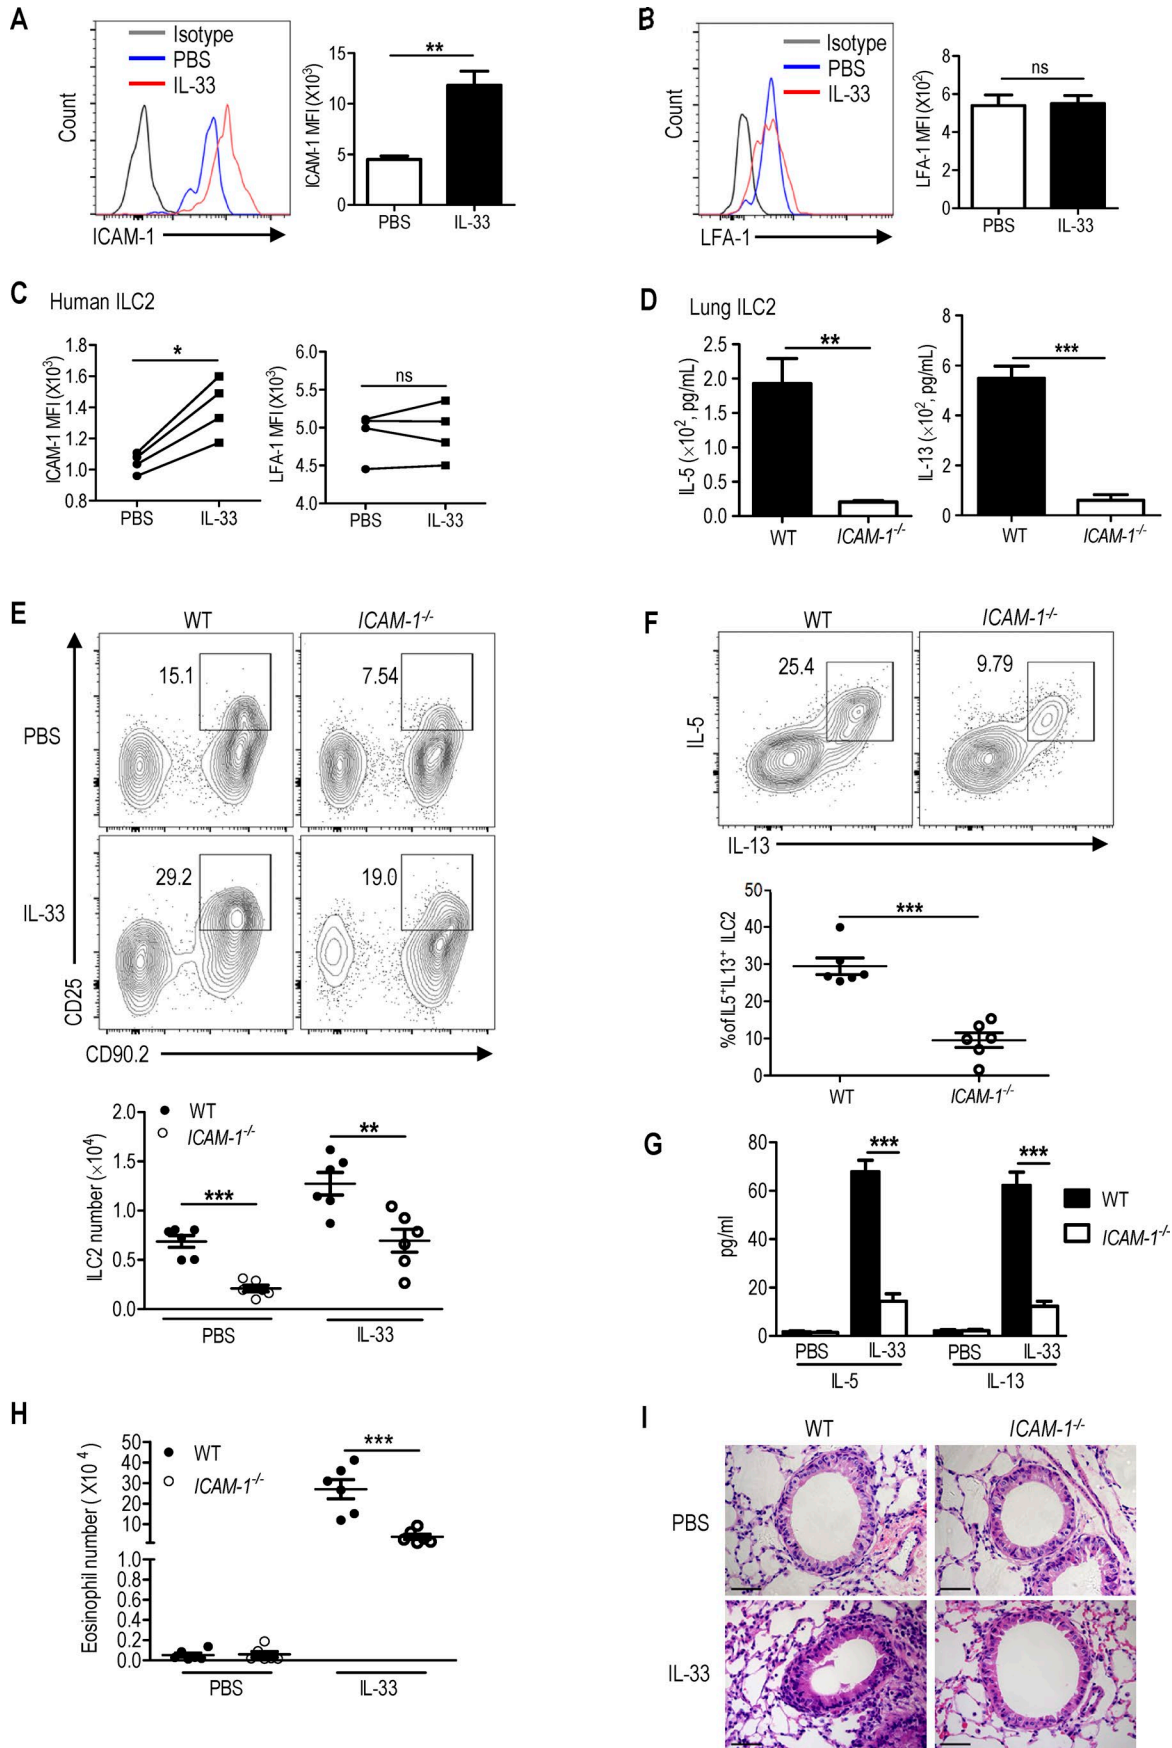 A
Isotype
PBS
IL-33
Count
ICAM-1
ICAM-1 MFI (X10³)
15
10
5
0
**
PBS
IL-33
B
Isotype
PBS
IL-33
Count
LFA-1
LFA-1 MFI (X10²)
8
6
4
2
0
ns
PBS
IL-33
C
Human ILC2
ICAM-1 MFI (X10³)
1.8
1.6
1.4
1.2
1.0
0.8
*
PBS
IL-33
LFA-1 MFI (X10³)
6.0
5.0
4.5
4.0
ns
PBS
IL-33
D
Lung ILC2
IL-5 (×10², pg/mL)
2.5
2.0
1.5
1.0
0.5
0.0
**
WT
ICAM-1⁻/⁻
IL-13 (×10², pg/mL)
8
6
4
2
0
***
WT
ICAM-1⁻/⁻
E
WT
ICAM-1⁻/⁻
15.1
7.54
PBS
29.2
19.0
IL-33
CD25
CD90.2
WT
ICAM-1⁻/⁻
ILC2 number (×10⁴)
2.0
1.5
1.0
0.5
0.0
***
**
PBS
IL-33
F
WT
ICAM-1⁻/⁻
25.4
9.79
IL-5
IL-13
%of IL5⁺IL13⁺ ILC2
50
40
30
20
10
0
***
WT
ICAM-1⁻/⁻
G
pg/ml
80
60
40
20
0
***
***
WT
ICAM-1⁻/⁻
PBS
IL-33
PBS
IL-33
IL-5
IL-13
H
Eosinophil number ( X10 ⁴ )
50
40
30
20
10
1.0
0.8
0.6
0.4
0.2
0.0
WT
ICAM-1⁻/⁻
***
PBS
IL-33
I
WT
ICAM-1⁻/⁻
PBS
IL-33